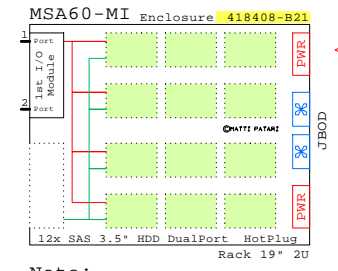 MSA60-MI Enclosure 418408-B21
1 Port
1st I/O
Module
2 Port
PWR
©MATTI PATARI
JBOD
PWR
12x SAS 3.5" HDD DualPort HotPlug
Rack 19" 2U
Note: